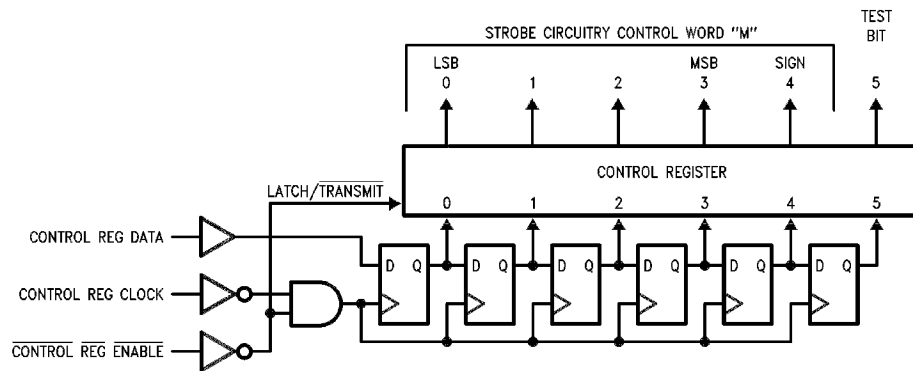 TEST
BIT
STROBE CIRCUITRY CONTROL WORD "M"
LSB MSB SIGN
0 1 2 3 4 5
CONTROL REGISTER
LATCH/TRANSMIT
0 1 2 3 4 5
CONTROL REG DATA
D Q D Q D Q D Q D Q D Q
CONTROL REG CLOCK
CONTROL REG ENABLE